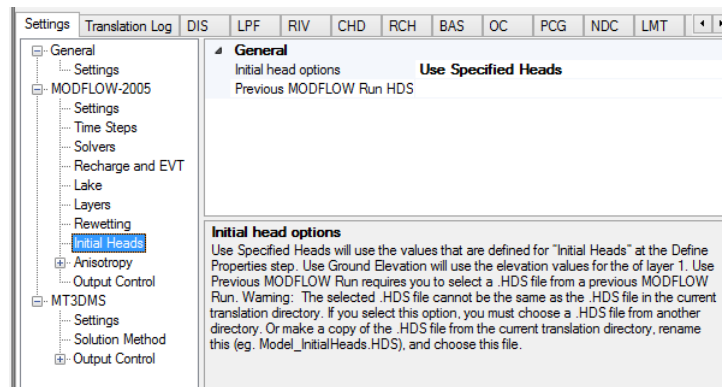 Settings Translation Log DIS LPF RIV CHD RCH BAS OC PCG NDC LMT
General
Settings
MODFLOW-2005
Settings
Time Steps
Solvers
Recharge and EVT
Lake
Layers
Rewetting
Initial Heads
Anisotropy
Output Control
MT3DMS
Settings
Solution Method
Output Control
General
Initial head options Use Specified Heads
Previous MODFLOW Run HDS
Initial head options
Use Specified Heads will use the values that are defined for "Initial Heads" at the Define
Properties step. Use Ground Elevation will use the elevation values for the of layer 1. Use
Previous MODFLOW Run requires you to select a .HDS file from a previous MODFLOW
Run. Warning: The selected .HDS file cannot be the same as the .HDS file in the current
translation directory. If you select this option, you must choose a .HDS file from another
directory. Or make a copy of the .HDS file from the current translation directory, rename
this (eg. Model_InitialHeads.HDS), and choose this file.